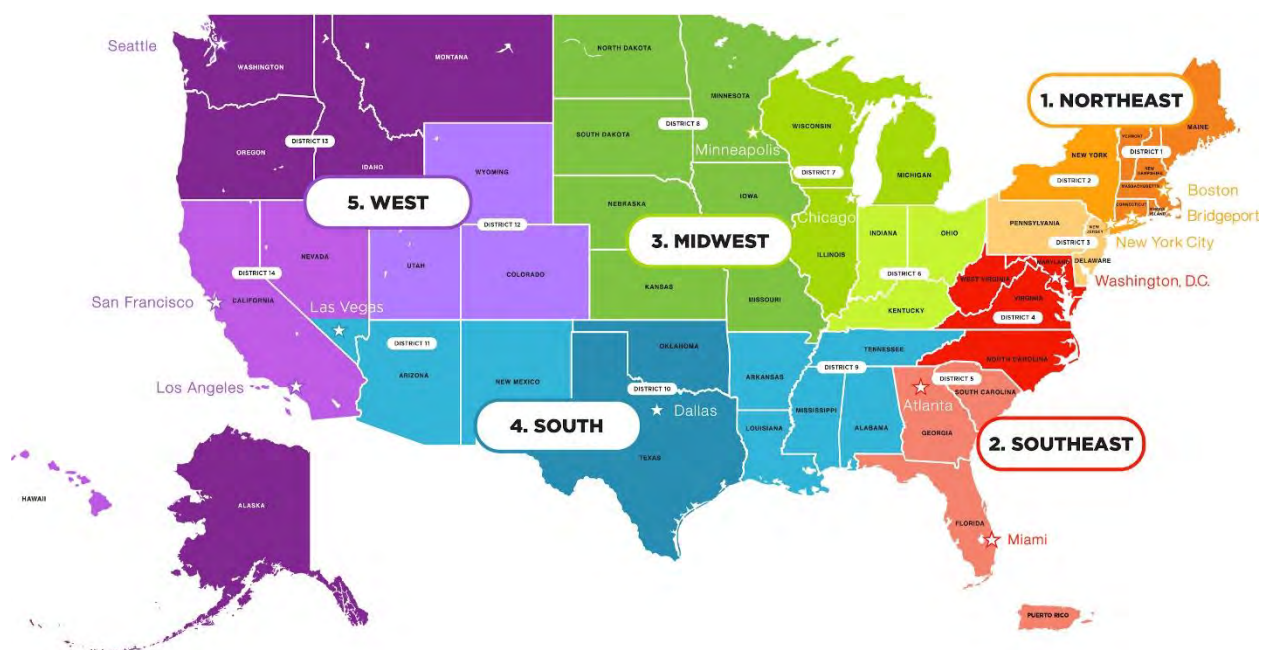 Seattle
WASHINGTON
MONTANA
NORTH DAKOTA
MINNESOTA
1. NORTHEAST
MAINE
VERMONT
DISTRICT 13
OREGON
IDAHO
DISTRICT 8
SOUTH DAKOTA
Minneapolis
WISCONSIN
DISTRICT 7
MICHIGAN
NEW YORK
DISTRICT 1
NEW HAMPSHIRE
DISTRICT 2
MASSACHUSETTS
Boston
CONNECTICUT
RHODE ISLAND
Bridgeport
WYOMING
5. WEST
DISTRICT 12
IOWA
NEBRASKA
Chicago
3. MIDWEST
INDIANA
OHIO
PENNSYLVANIA
NEW JERSEY
New York City
DISTRICT 3
NEVADA
UTAH
COLORADO
ILLINOIS
DISTRICT 6
MARYLAND
DELAWARE
WEST VIRGINIA
Washington, D.C.
DISTRICT 14
CALIFORNIA
San Francisco
Las Vegas
KANSAS
MISSOURI
KENTUCKY
VIRGINIA
DISTRICT 4
DISTRICT 11
ARIZONA
NEW MEXICO
OKLAHOMA
ARKANSAS
TENNESSEE
DISTRICT 9
NORTH CAROLINA
Los Angeles
DISTRICT 10
Dallas
DISTRICT 5
SOUTH CAROLINA
Atlanta
4. SOUTH
LOUISIANA
MISSISSIPPI
ALABAMA
GEORGIA
2. SOUTHEAST
TEXAS
HAWAII
ALASKA
FLORIDA
Miami
PUERTO RICO